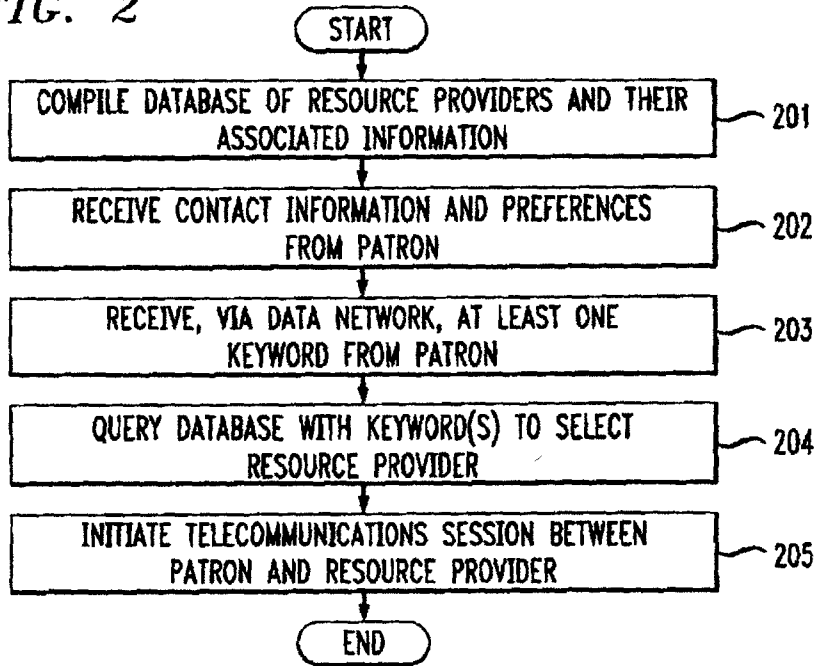 FIG. 2
START
COMPILE DATABASE OF RESOURCE PROVIDERS AND THEIR
ASSOCIATED INFORMATION
201
RECEIVE CONTACT INFORMATION AND PREFERENCES
FROM PATRON
202
RECEIVE, VIA DATA NETWORK, AT LEAST ONE
KEYWORD FROM PATRON
203
QUERY DATABASE WITH KEYWORD(S) TO SELECT
RESOURCE PROVIDER
204
INITIATE TELECOMMUNICATIONS SESSION BETWEEN
PATRON AND RESOURCE PROVIDER
205
END